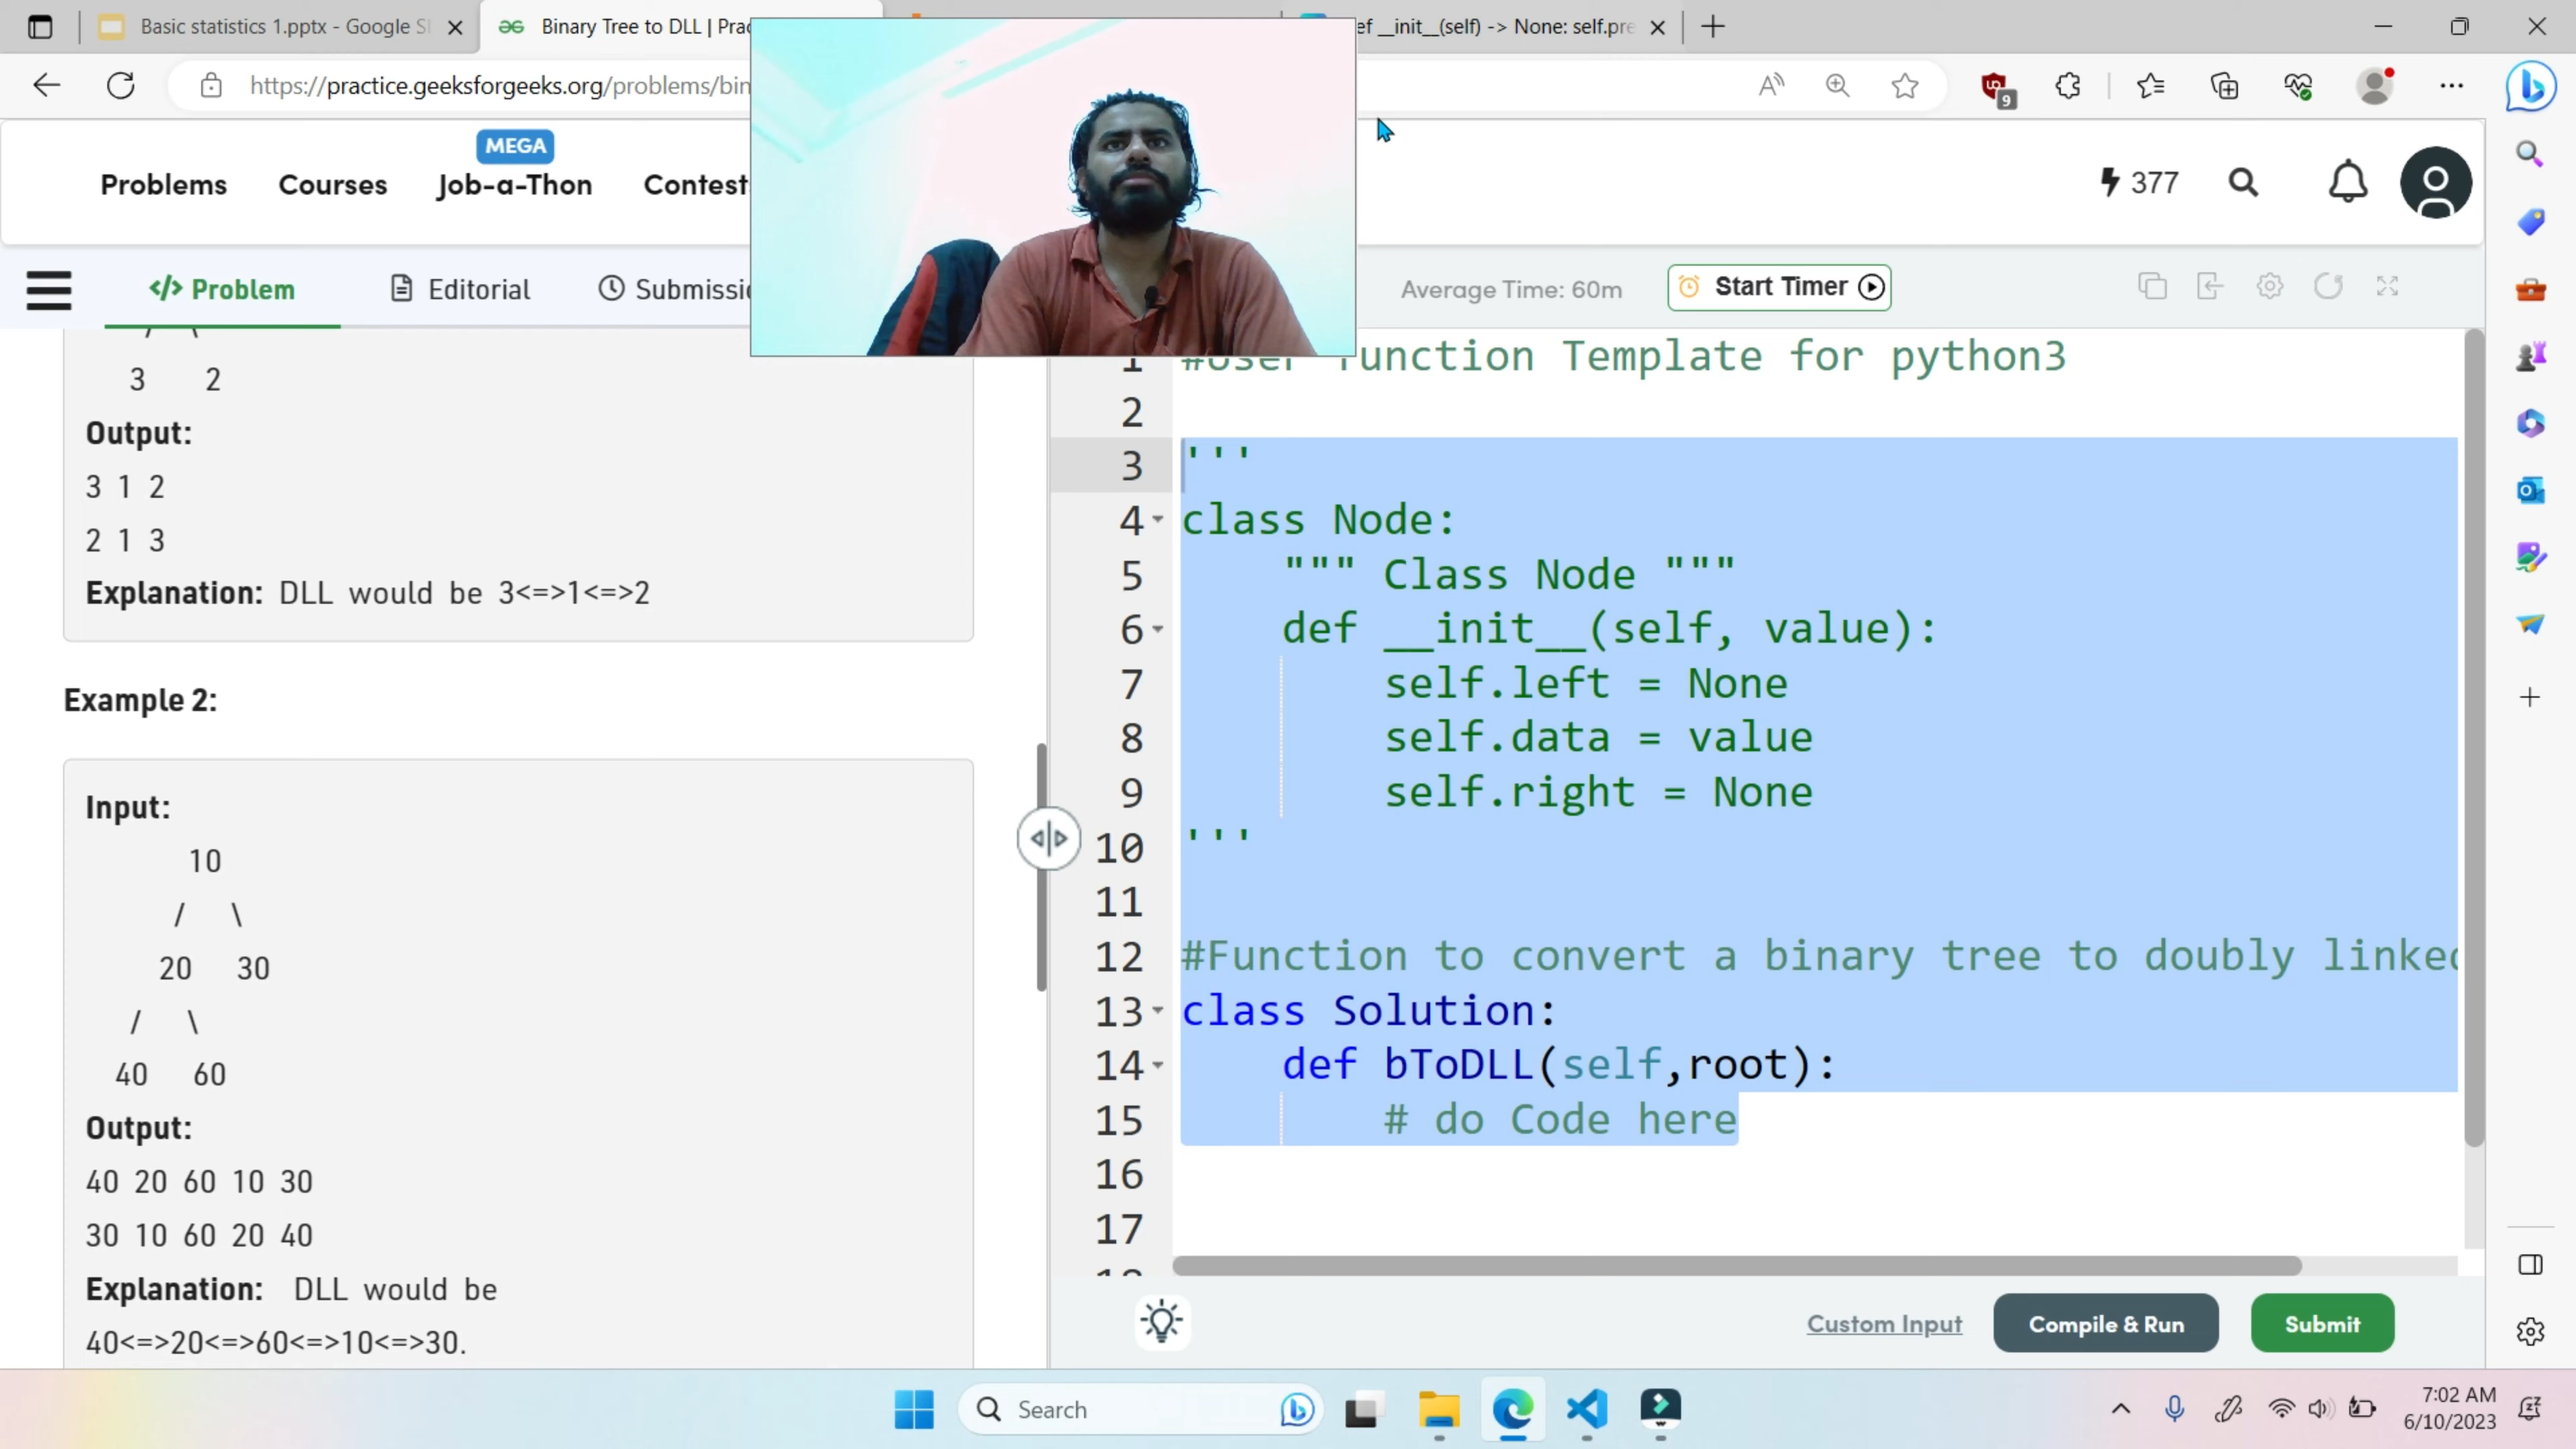 Basic statistics 1.pptx - Google Sl
Binary Tree to DLL | Prac
ef __init__(self) -> None: self.pre
https://practice.geeksforgeeks.org/problems/bin
9
MEGA
Problems Courses Job-a-Thon Contest
377
Problem Editorial Submissi
Average Time: 60m Start Timer
/ \
3 2
Output:
3 1 2
2 1 3
Explanation: DLL would be 3<=>1<=>2
Example 2:
Input:
10
/ \
20 30
/ \
40 60
Output:
40 20 60 10 30
30 10 60 20 40
Explanation: DLL would be
40<=>20<=>60<=>10<=>30.
1 #User function Template for python3
2
3 '''
4 class Node:
5 """ Class Node """
6 def __init__(self, value):
7 self.left = None
8 self.data = value
9 self.right = None
10 '''
11
12 #Function to convert a binary tree to doubly linked
13 class Solution:
14 def bToDLL(self,root):
15 # do Code here
16
17
18
Custom Input Compile & Run Submit
Search
7:02 AM
6/10/2023